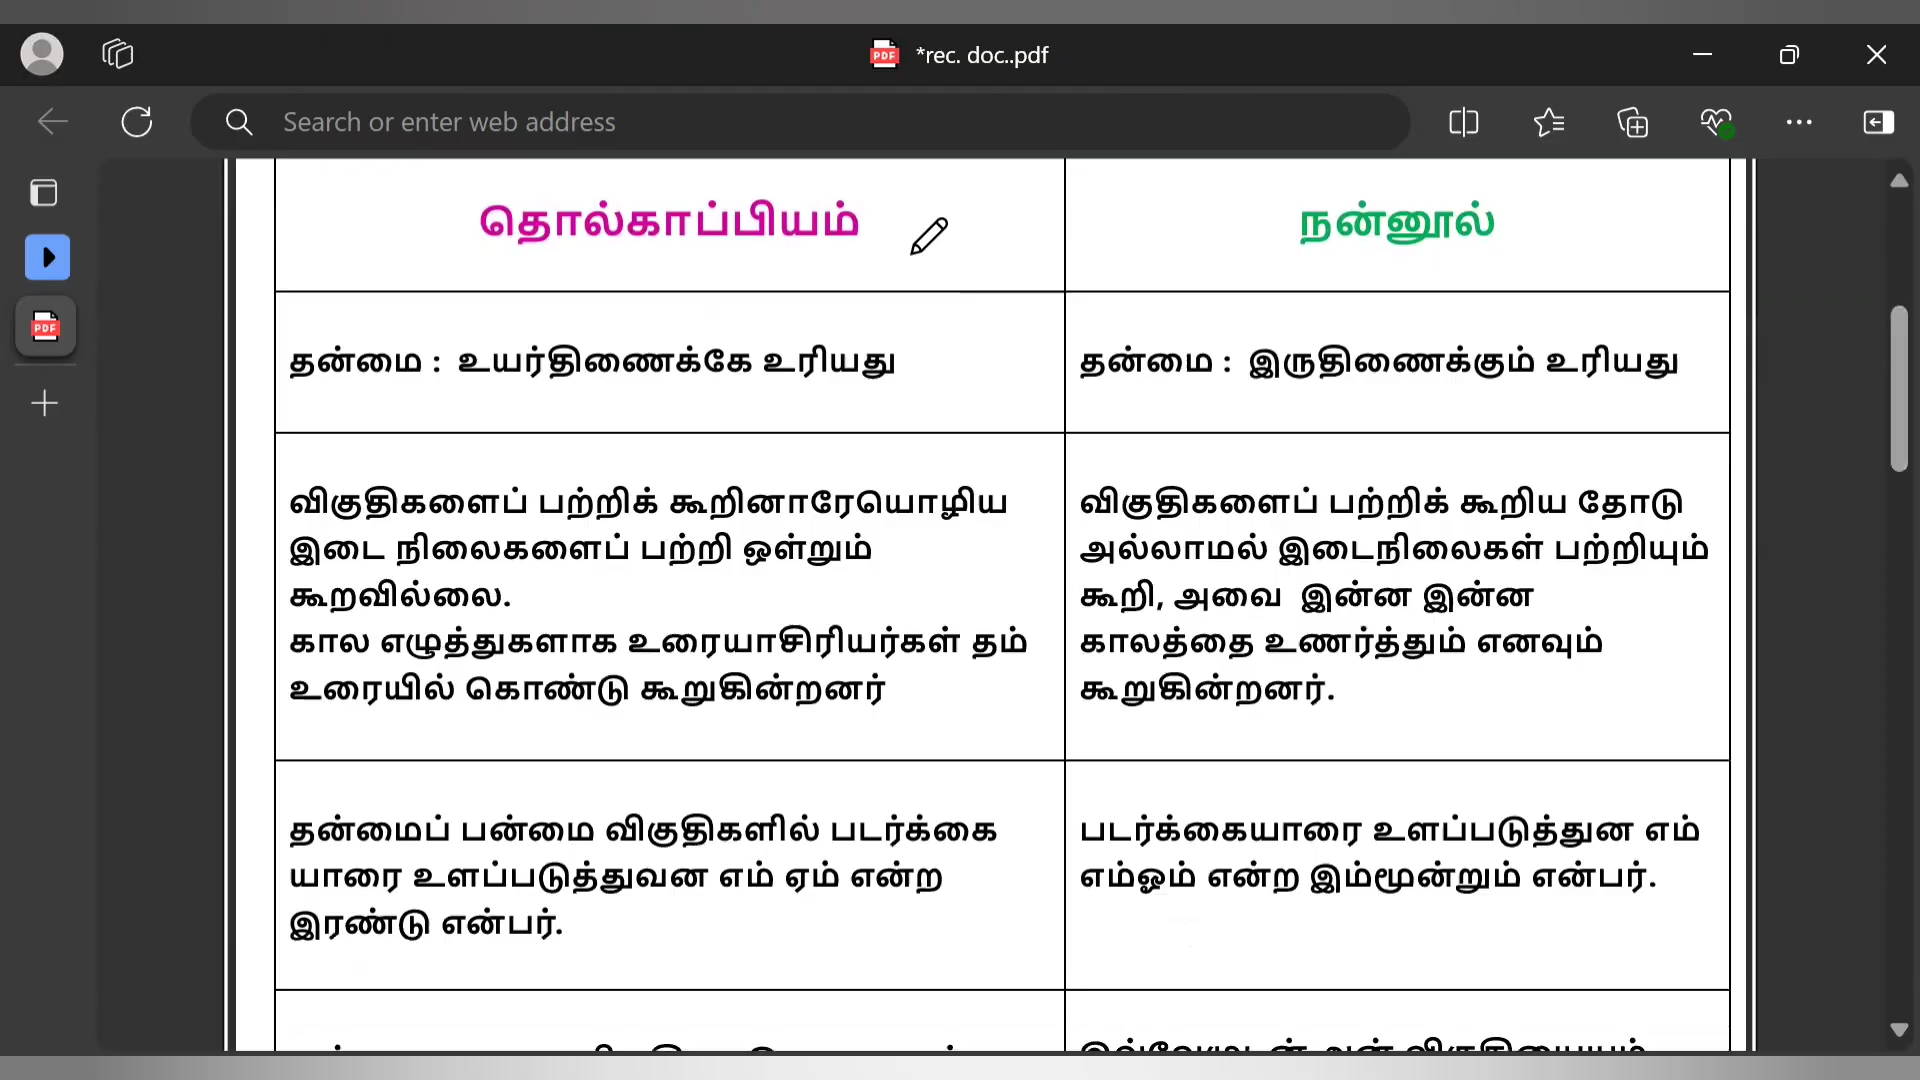 *rec. doc..pdf
Search or enter web address
தொல்காப்பியம்
நன்னூல்
தன்மை : உயர்திணைக்கே உரியது
தன்மை : இருதிணைக்கும் உரியது
விகுதிகளைப் பற்றிக் கூறினாரேயொழிய
இடை நிலைகளைப் பற்றி ஒள்றும்
கூறவில்லை.
கால எழுத்துகளாக உரையாசிரியர்கள் தம்
உரையில் கொண்டு கூறுகின்றனர்
விகுதிகளைப் பற்றிக் கூறிய தோடு
அல்லாமல் இடைநிலைகள் பற்றியும்
கூறி, அவை இன்ன இன்ன
காலத்தை உணர்த்தும் எனவும்
கூறுகின்றனர்.
தன்மைப் பன்மை விகுதிகளில் படர்க்கை
யாரை உளப்படுத்துவன எம் ஏம் என்ற
இரண்டு என்பர்.
படர்க்கையாரை உளப்படுத்துன எம்
எம்ஓம் என்ற இம்மூன்றும் என்பர்.